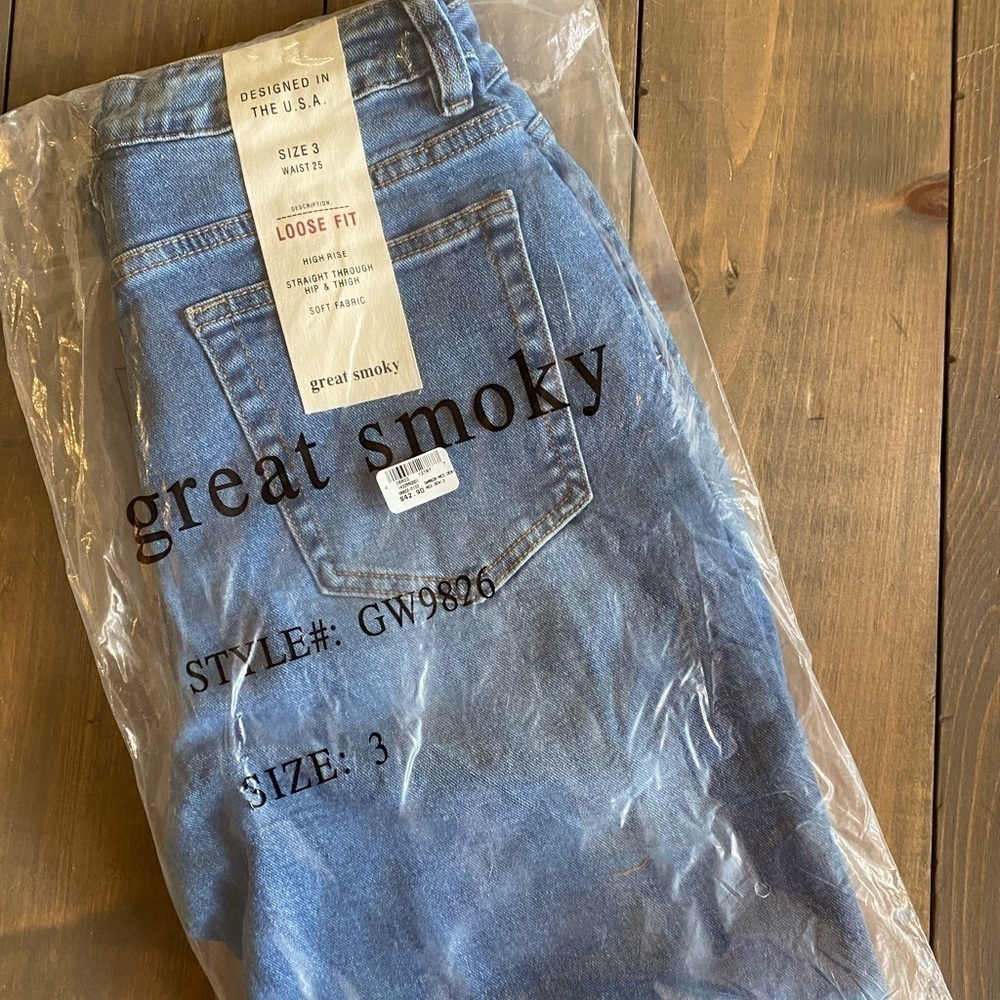 DESIGNED IN
THE U.S.A.
SIZE 3
WAIST 25
DESCRIPTION
LOOSE FIT
HIGH RISE
STRAIGHT THROUGH
HIP & THIGH
SOFT FABRIC
great smoky
great smoky
$42.90
STYLE#: GW9826
SIZE: 3